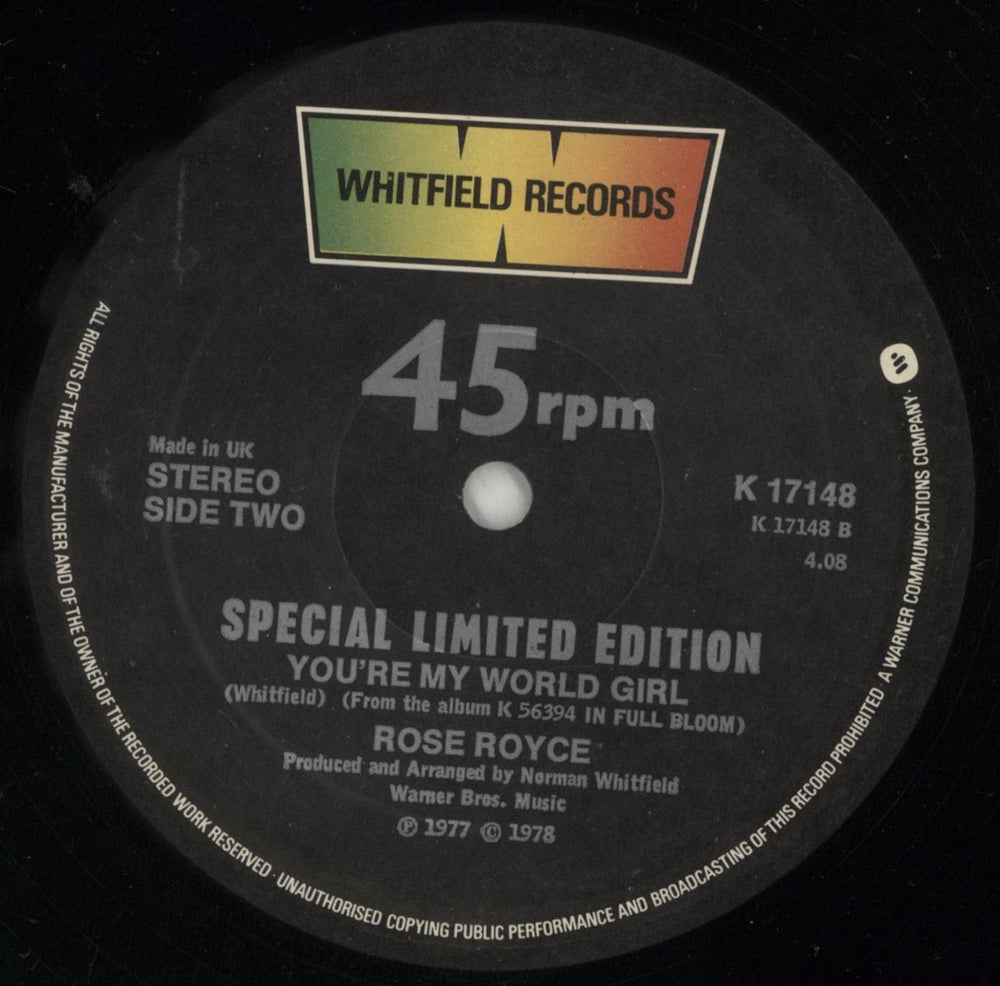 WHITFIELD RECORDS
45rpm
Made in UK
STEREO
SIDE TWO
K 17148
K 17148 B
4.08
SPECIAL LIMITED EDITION
YOU'RE MY WORLD GIRL
(Whitfield) (From the album K 56394 IN FULL BLOOM)
ROSE ROYCE
Produced and Arranged by Norman Whitfield
Warner Bros. Music
℗ 1977 © 1978
ALL RIGHTS OF THE MANUFACTURER AND OF THE OWNER OF THE RECORDED WORK RESERVED · UNAUTHORISED COPYING PUBLIC PERFORMANCE AND BROADCASTING OF THIS RECORD PROHIBITED A WARNER COMMUNICATIONS COMPANY ·